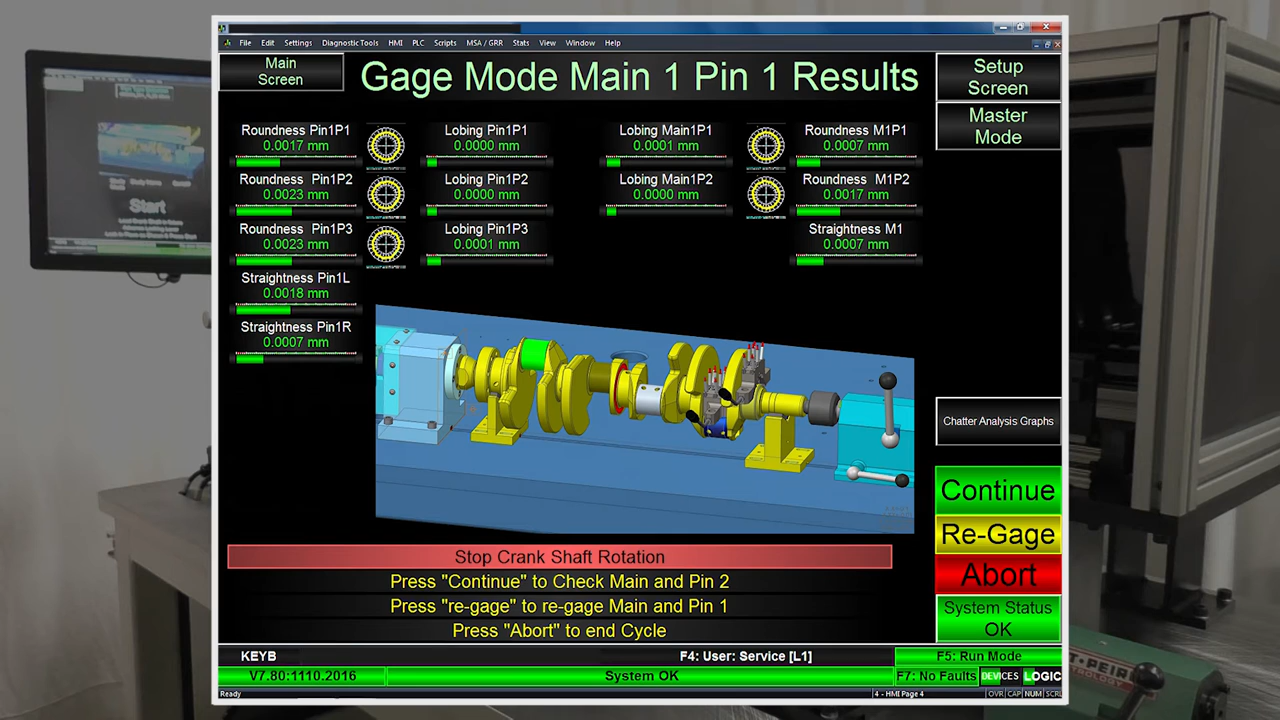 File Edit Settings Diagnostic Tools HMI PLC Scripts MSA / GRR Stats View Window Help
Main
Screen
Gage Mode Main 1 Pin 1 Results
Setup
Screen
Master
Mode
Roundness Pin1P1
0.0017 mm
Lobing Pin1P1
0.0000 mm
Lobing Main1P1
0.0001 mm
Roundness M1P1
0.0007 mm
Roundness Pin1P2
0.0023 mm
Lobing Pin1P2
0.0000 mm
Lobing Main1P2
0.0000 mm
Roundness M1P2
0.0017 mm
Roundness Pin1P3
0.0023 mm
Lobing Pin1P3
0.0001 mm
Straightness M1
0.0007 mm
Straightness Pin1L
0.0018 mm
Straightness Pin1R
0.0007 mm
Start
Chatter Analysis Graphs
Continue
Re-Gage
Abort
System Status
OK
Stop Crank Shaft Rotation
Press "Continue" to Check Main and Pin 2
Press "re-gage" to re-gage Main and Pin 1
Press "Abort" to end Cycle
KEYB F4: User: Service [L1] F5: Run Mode
V7.80:1110.2016 System OK F7: No Faults DEVICES LOGIC
Ready 4 - HMI Page 4 OVR CAP NUM SCRL